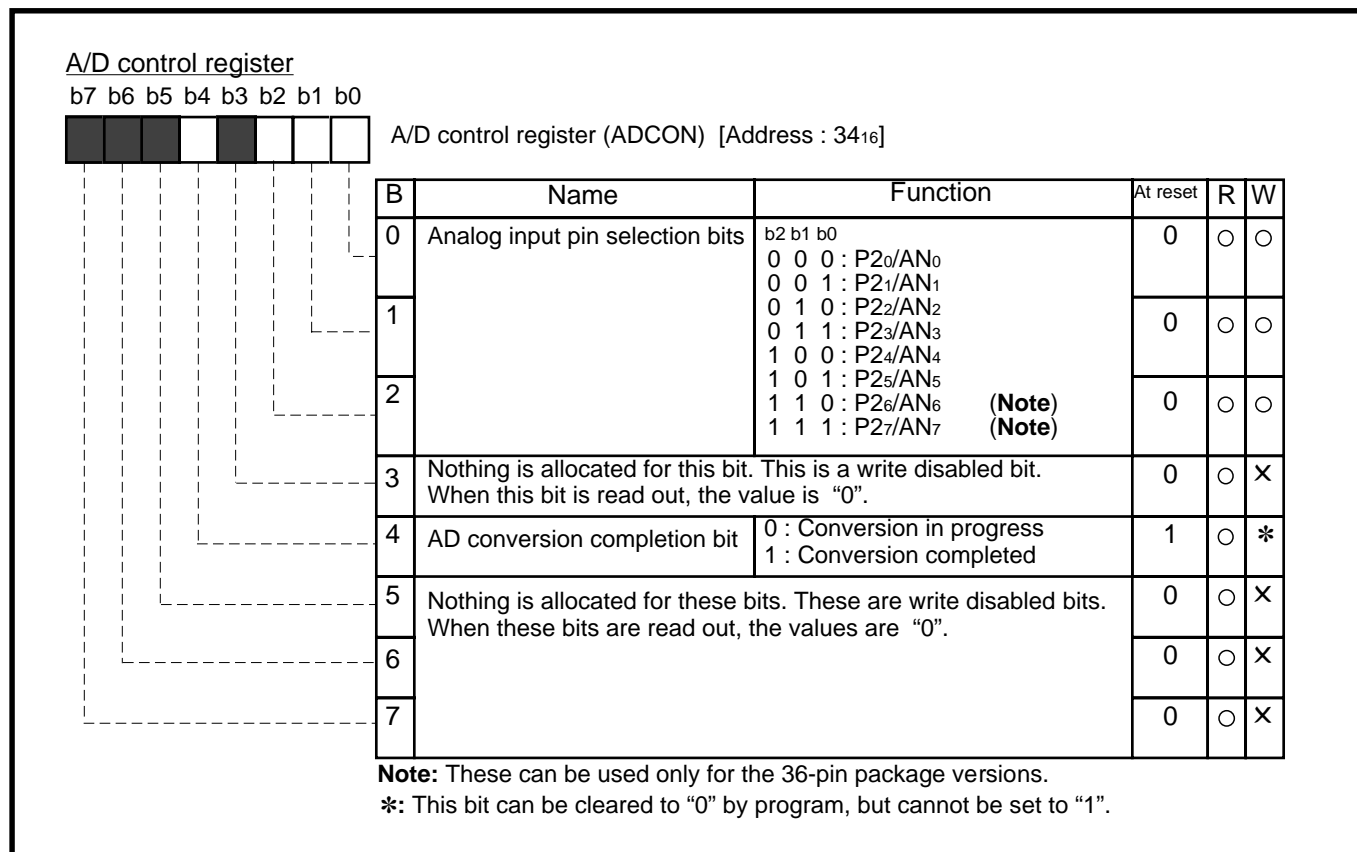 A/D control register
b7 b6 b5 b4 b3 b2 b1 b0
A/D control register (ADCON) [Address : 34₁₆]
B Name Function At reset R W
0 Analog input pin selection bits b2 b1 b0 0 ○ ○
0 0 0 : P2₀/AN₀
0 0 1 : P2₁/AN₁
0 1 0 : P2₂/AN₂
1 0 ○ ○
0 1 1 : P2₃/AN₃
1 0 0 : P2₄/AN₄
1 0 1 : P2₅/AN₅
2 0 ○ ○
1 1 0 : P2₆/AN₆ (Note)
1 1 1 : P2₇/AN₇ (Note)
3 Nothing is allocated for this bit. This is a write disabled bit. 0 ○ ×
When this bit is read out, the value is “0”.
4 AD conversion completion bit 0 : Conversion in progress 1 ○ ✻
1 : Conversion completed
5 Nothing is allocated for these bits. These are write disabled bits. 0 ○ ×
When these bits are read out, the values are “0”.
6 0 ○ ×
7 0 ○ ×
Note: These can be used only for the 36-pin package versions.
✻: This bit can be cleared to “0” by program, but cannot be set to “1”.